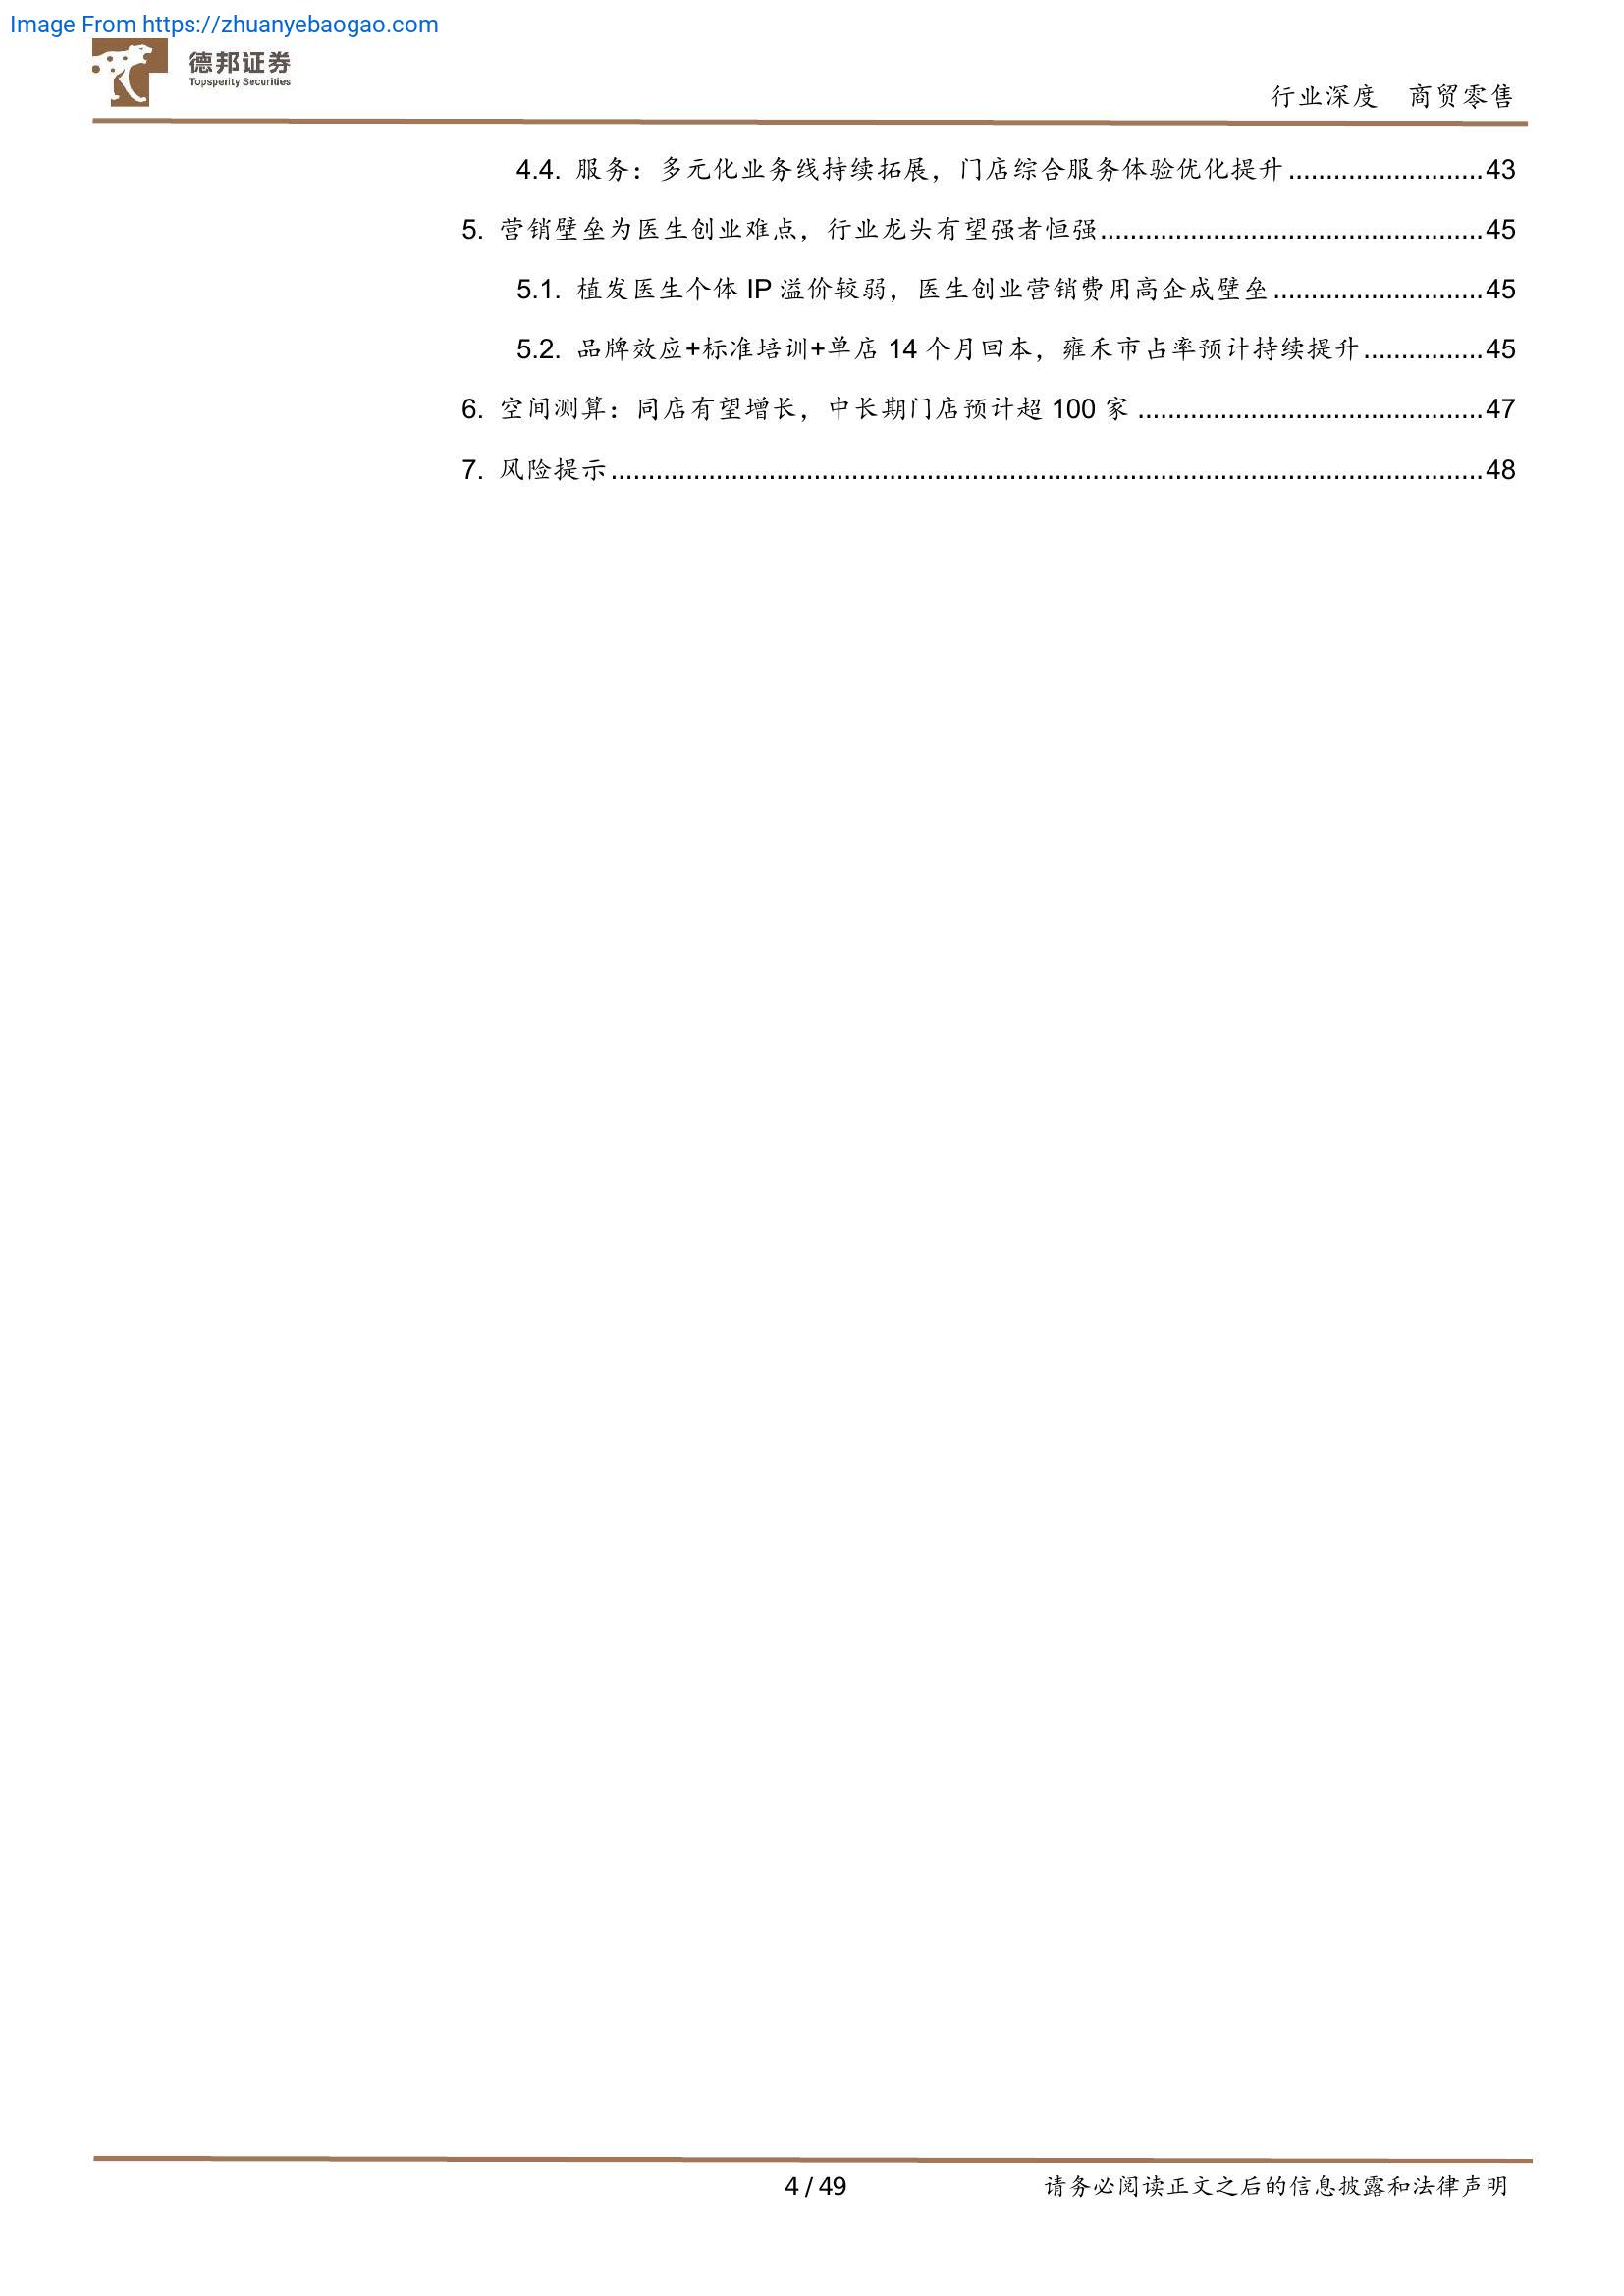 Image From https://zhuanyebaogao.com
德邦证券
Topsperity Securities
行业深度 商贸零售
4.4. 服务：多元化业务线持续拓展，门店综合服务体验优化提升..........................43
5. 营销壁垒为医生创业难点，行业龙头有望强者恒强...................................................45
5.1. 植发医生个体 IP 溢价较弱，医生创业营销费用高企成壁垒............................45
5.2. 品牌效应+标准培训+单店 14 个月回本，雍禾市占率预计持续提升................45
6. 空间测算：同店有望增长，中长期门店预计超 100 家..............................................47
7. 风险提示....................................................................................................................48
4 / 49
请务必阅读正文之后的信息披露和法律声明